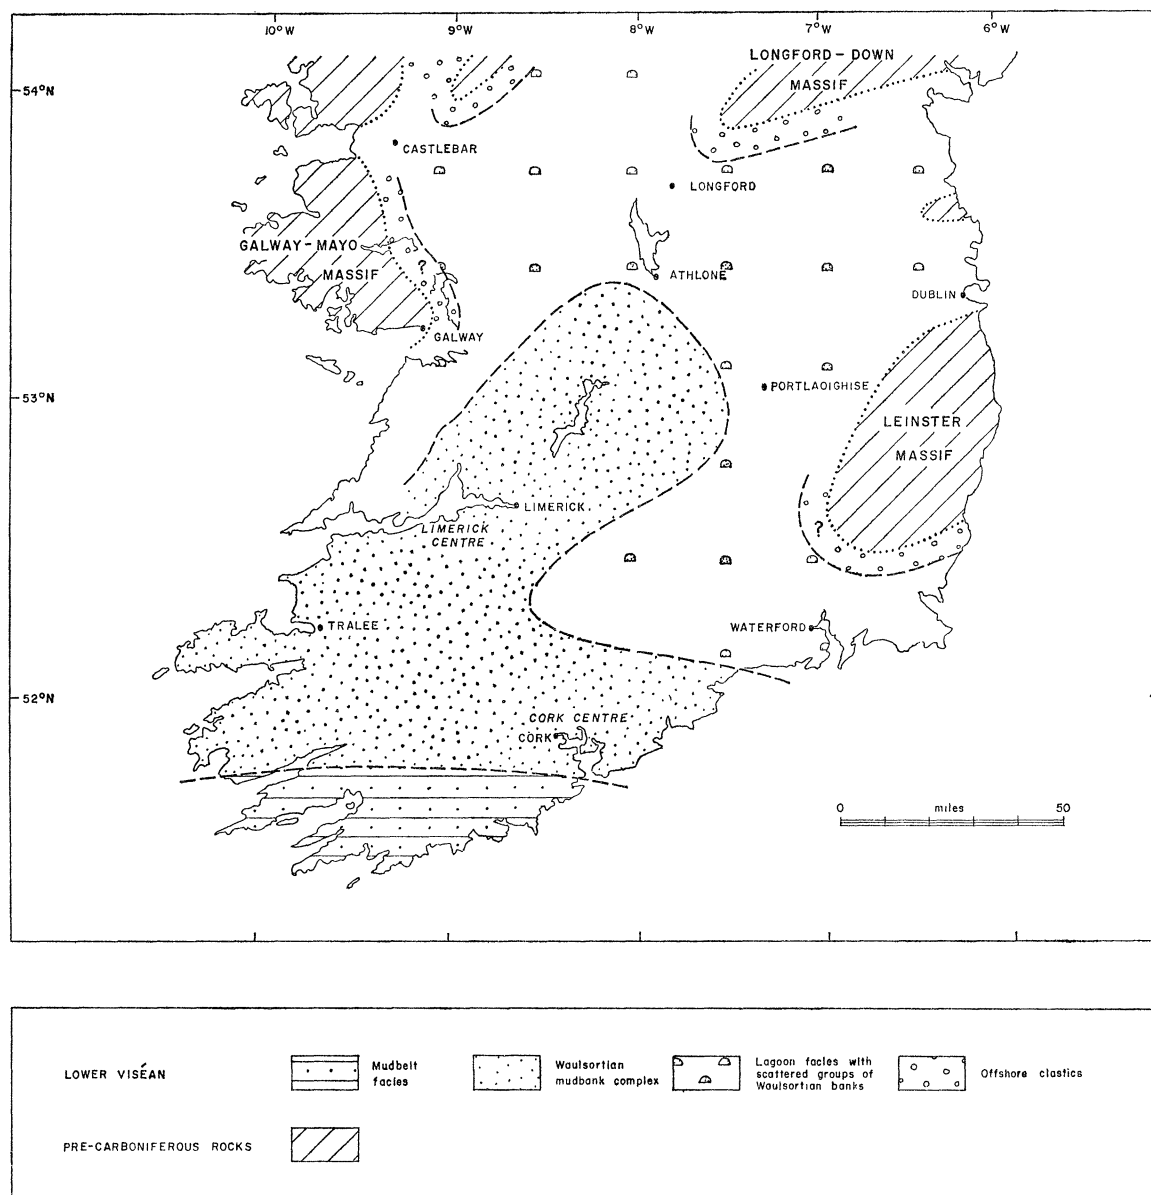 10°W 9°W 8°W 7°W 6°W
LONGFORD–DOWN
MASSIF
54°N
CASTLEBAR
LONGFORD
GALWAY–MAYO
MASSIF
?
ATHLONE
DUBLIN
GALWAY
PORTLAOIGHISE
53°N
LEINSTER
MASSIF
LIMERICK
LIMERICK
CENTRE
?
TRALEE
WATERFORD
52°N
CORK CENTRE
CORK
0 miles 50
LOWER VISÉAN
Mudbelt
facies
Waulsortian
mudbank complex
Lagoon facies with
scattered groups of
Waulsortian banks
Offshore clastics
PRE-CARBONIFEROUS ROCKS